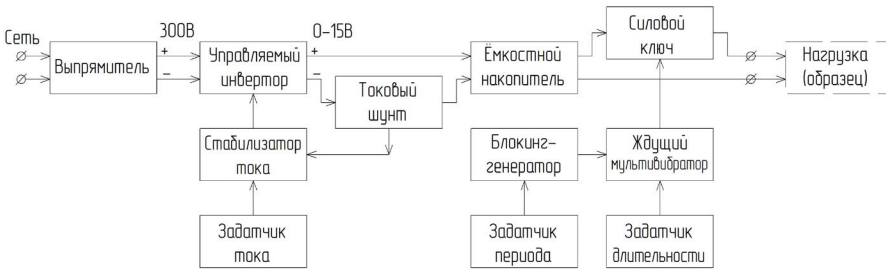 Сеть
300В
0-15В
+
−
+
−
Выпрямитель
Управляемый
инвертор
Токовый
шунт
Ёмкостной
накопитель
Силовой
ключ
Нагрузка
(образец)
Стабилизатор
тока
Блокинг-
генератор
Ждущий
мультивибратор
Задатчик
тока
Задатчик
периода
Задатчик
длительности